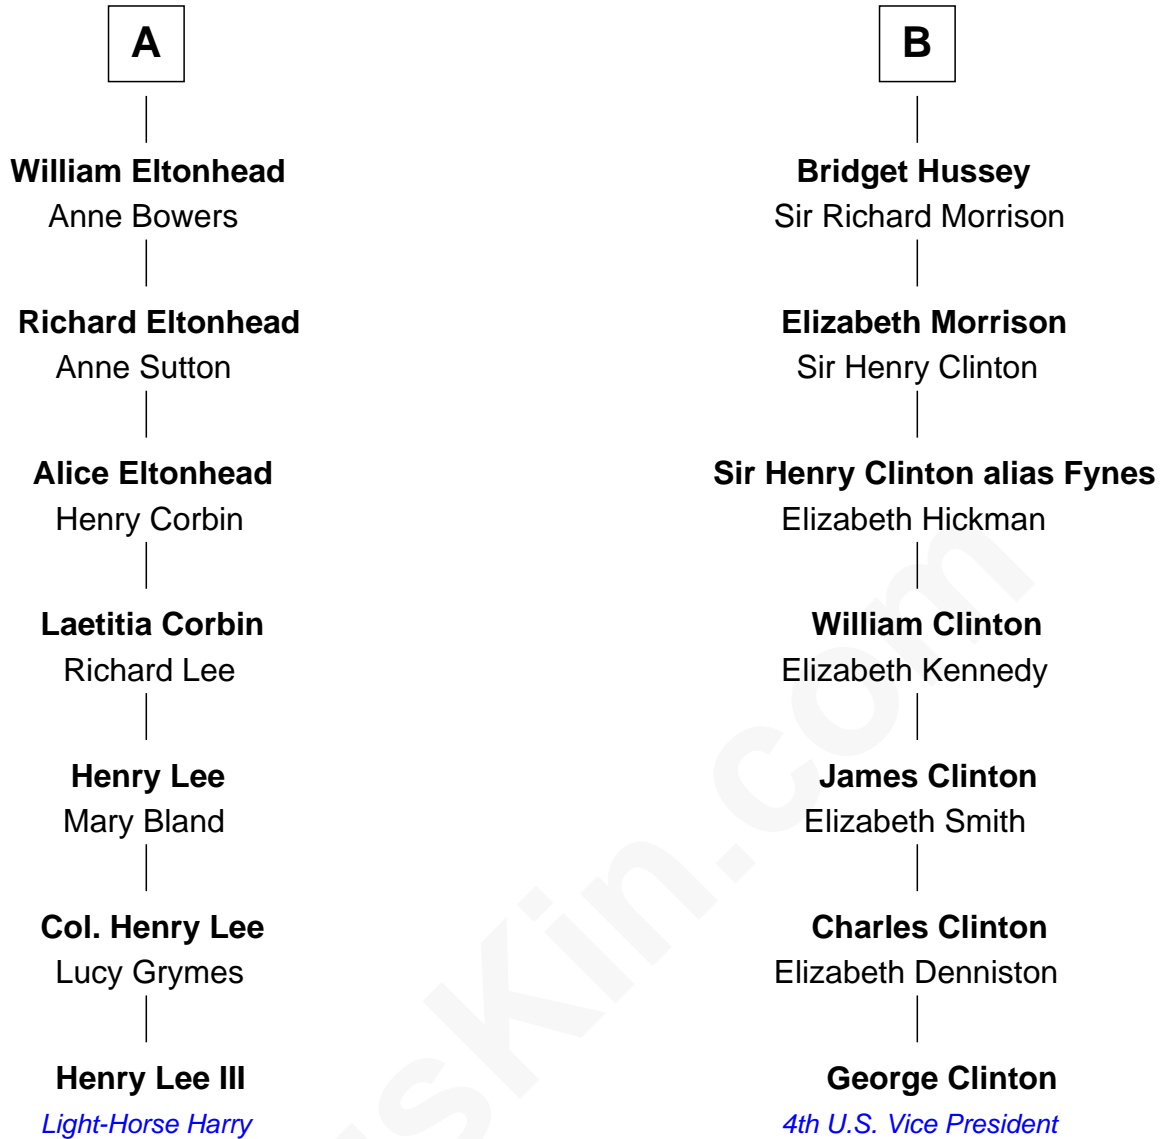 A
William Eltonhead
Anne Bowers
Richard Eltonhead
Anne Sutton
Alice Eltonhead
Henry Corbin
Laetitia Corbin
Richard Lee
Henry Lee
Mary Bland
Col. Henry Lee
Lucy Grymes
Henry Lee III
Light-Horse Harry
B
Bridget Hussey
Sir Richard Morrison
Elizabeth Morrison
Sir Henry Clinton
Sir Henry Clinton alias Fynes
Elizabeth Hickman
William Clinton
Elizabeth Kennedy
James Clinton
Elizabeth Smith
Charles Clinton
Elizabeth Denniston
George Clinton
4th U.S. Vice President
sKin.com